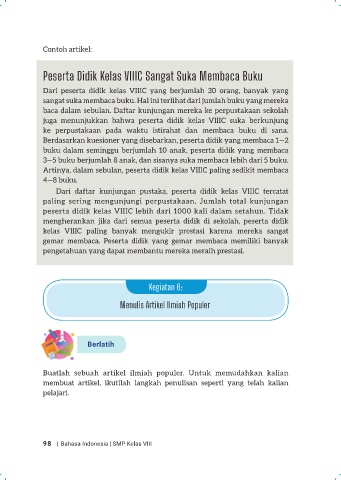 Contoh artikel:
Peserta Didik Kelas VIIIC Sangat Suka Membaca Buku
Dari peserta didik kelas VIIIC yang berjumlah 30 orang, banyak yang
sangat suka membaca buku. Hal ini terlihat dari jumlah buku yang mereka
baca dalam sebulan. Daftar kunjungan mereka ke perpustakaan sekolah
juga menunjukkan bahwa peserta didik kelas VIIIC suka berkunjung
ke perpustakaan pada waktu istirahat dan membaca buku di sana.
Berdasarkan kuesioner yang disebarkan, peserta didik yang membaca 1—2
buku dalam seminggu berjumlah 10 anak, peserta didik yang membaca
3—5 buku berjumlah 8 anak, dan sisanya suka membaca lebih dari 5 buku.
Artinya, dalam sebulan, peserta didik kelas VIIIC paling sedikit membaca
4—8 buku.
Dari daftar kunjungan pustaka, peserta didik kelas VIIC tercatat
paling sering mengunjungi perpustakaan. Jumlah total kunjungan
peserta didik kelas VIIIC lebih dari 1000 kali dalam setahun. Tidak
mengherankan jika dari semua peserta didik di sekolah, peserta didik
kelas VIIIC paling banyak mengukir prestasi karena mereka sangat
gemar membaca. Peserta didik yang gemar membaca memiliki banyak
pengetahuan yang dapat membantu mereka meraih prestasi.
Kegiatan 6:
Menulis Artikel Ilmiah Populer
Berlatih
Buatlah sebuah artikel ilmiah populer. Untuk memudahkan kalian
membuat artikel, ikutilah langkah penulisan seperti yang telah kalian
pelajari.
98 | Bahasa Indonesia | SMP Kelas VIII